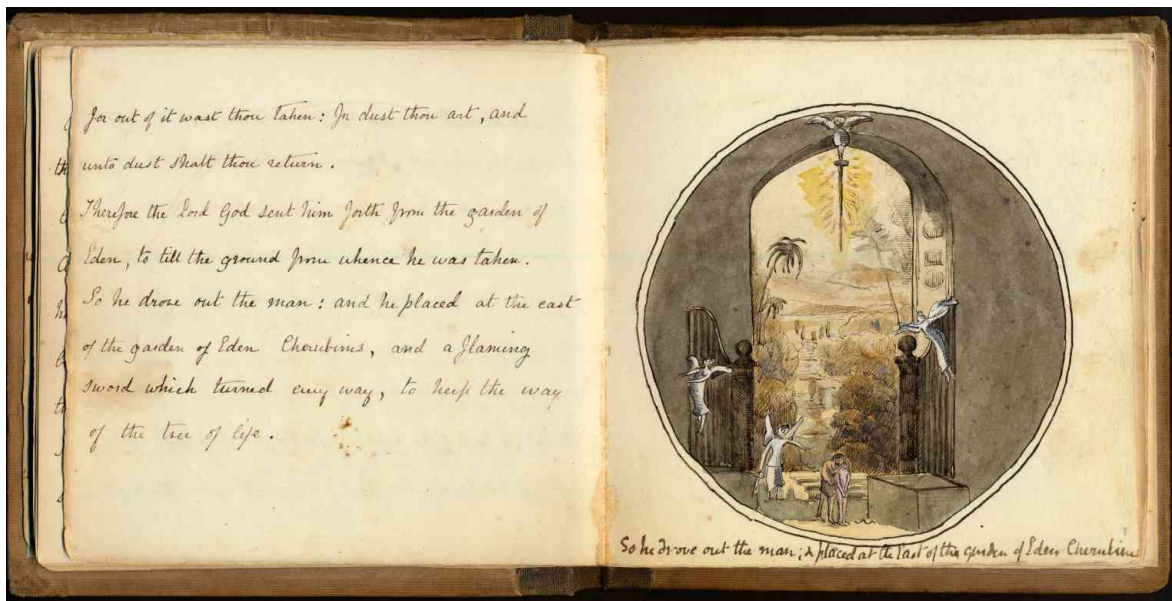 for out of it wast thou taken: for dust thou art, and
unto dust shalt thou return.
Therefore the Lord God sent him forth from the garden of
Eden, to till the ground from whence he was taken.
So he drove out the man: and he placed at the east
of the garden of Eden Cherubims, and a flaming
sword which turned every way, to keep the way
of the tree of life.
So he drove out the man; & placed at the East of the garden of Eden Cherubim